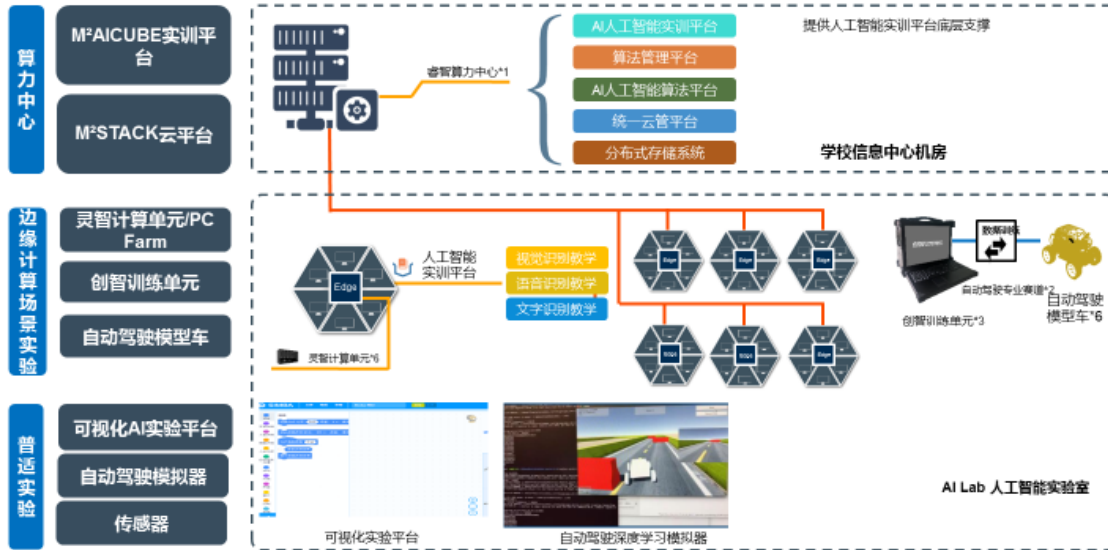 算力中心
M²AICUBE实训平
台
M²STACK云平台
睿智算力中心*1
AI人工智能实训平台
算法管理平台
AI人工智能算法平台
统一云管平台
分布式存储系统
提供人工智能实训平台底层支撑
学校信息中心机房
边缘计算场景实验
灵智计算单元/PC
Farm
创智训练单元
自动驾驶模型车
Edge
人工智能
实训平台
视觉识别教学
语音识别教学
文字识别教学
灵智计算单元*6
Edge
Edge
Edge
Edge
Edge
Edge
数据训练
自动驾驶专业赛道*2
创智训练单元*3
自动驾驶
模型车*6
普适实验
可视化AI实验平台
自动驾驶模拟器
传感器
可视化实验平台
自动驾驶深度学习模拟器
AI Lab 人工智能实验室